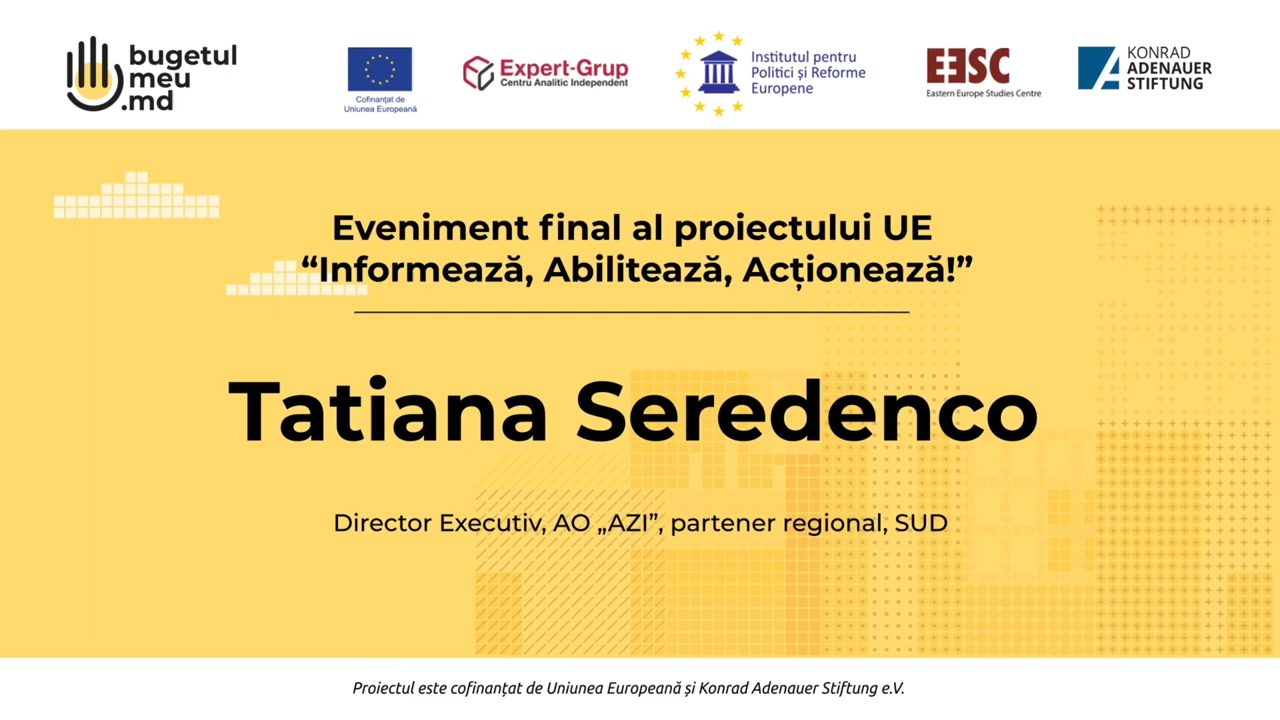 bugetul
meu
.md
Cofinanțat de
Uniunea Europeană
Expert-Grup
Centru Analitic Independent
Institutul pentru
Politici și Reforme
Europene
EESC
Eastern Europe Studies Centre
KONRAD
ADENAUER
STIFTUNG
Eveniment final al proiectului UE
“Informează, Abilitează, Acționează!”
Tatiana Seredenco
Director Executiv, AO „AZI”, partener regional, SUD
Proiectul este cofinanțat de Uniunea Europeană și Konrad Adenauer Stiftung e.V.